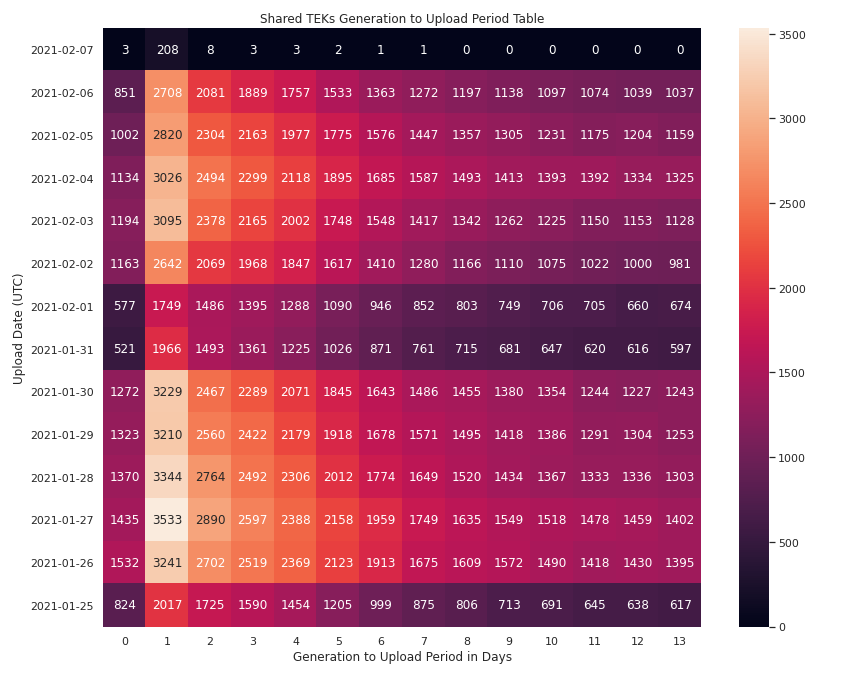 Shared TEKs Generation to Upload Period Table
Upload Date (UTC)
2021-02-07 3 208 8 3 3 2 1 1 0 0 0 0 0 0
2021-02-06 851 2708 2081 1889 1757 1533 1363 1272 1197 1138 1097 1074 1039 1037
2021-02-05 1002 2820 2304 2163 1977 1775 1576 1447 1357 1305 1231 1175 1204 1159
2021-02-04 1134 3026 2494 2299 2118 1895 1685 1587 1493 1413 1393 1392 1334 1325
2021-02-03 1194 3095 2378 2165 2002 1748 1548 1417 1342 1262 1225 1150 1153 1128
2021-02-02 1163 2642 2069 1968 1847 1617 1410 1280 1166 1110 1075 1022 1000 981
2021-02-01 577 1749 1486 1395 1288 1090 946 852 803 749 706 705 660 674
2021-01-31 521 1966 1493 1361 1225 1026 871 761 715 681 647 620 616 597
2021-01-30 1272 3229 2467 2289 2071 1845 1643 1486 1455 1380 1354 1244 1227 1243
2021-01-29 1323 3210 2560 2422 2179 1918 1678 1571 1495 1418 1386 1291 1304 1253
2021-01-28 1370 3344 2764 2492 2306 2012 1774 1649 1520 1434 1367 1333 1336 1303
2021-01-27 1435 3533 2890 2597 2388 2158 1959 1749 1635 1549 1518 1478 1459 1402
2021-01-26 1532 3241 2702 2519 2369 2123 1913 1675 1609 1572 1490 1418 1430 1395
2021-01-25 824 2017 1725 1590 1454 1205 999 875 806 713 691 645 638 617
0 1 2 3 4 5 6 7 8 9 10 11 12 13
Generation to Upload Period in Days
3500
3000
2500
2000
1500
1000
500
0